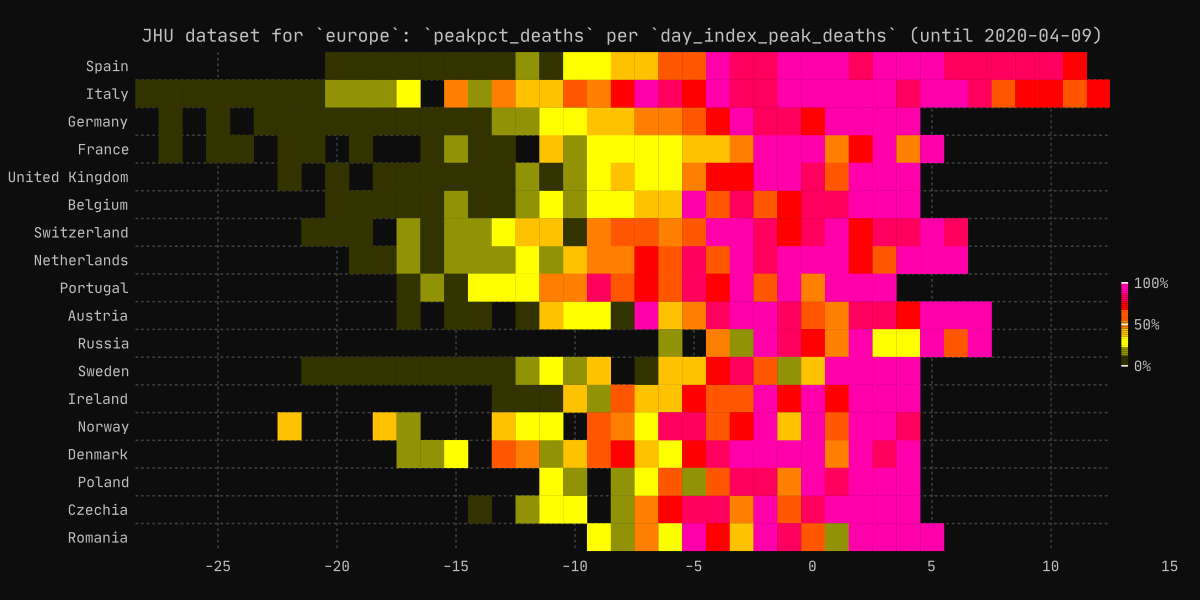 JHU dataset for `europe`: `peakpct_deaths` per `day_index_peak_deaths` (until 2020-04-09)
Spain
Italy
Germany
France
United Kingdom
Belgium
Switzerland
Netherlands
Portugal
Austria
Russia
Sweden
Ireland
Norway
Denmark
Poland
Czechia
Romania
100%
50%
0%
-25 -20 -15 -10 -5 0 5 10 15